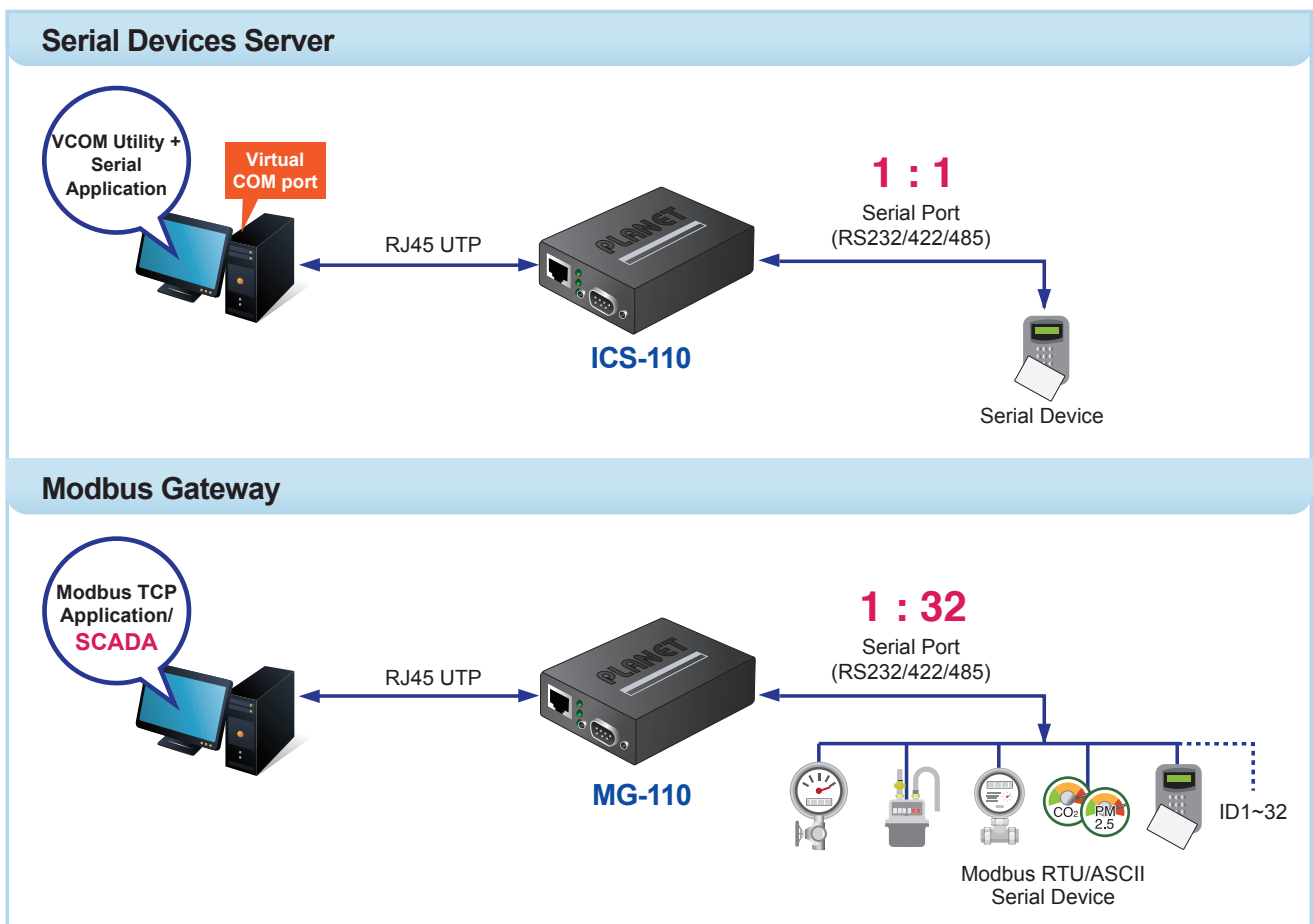 Serial Devices Server
VCOM Utility +
Serial
Application
Virtual
COM port
RJ45 UTP
PLANET
ICS-110
1 : 1
Serial Port
(RS232/422/485)
Serial Device
Modbus Gateway
Modbus TCP
Application/
SCADA
RJ45 UTP
PLANET
MG-110
1 : 32
Serial Port
(RS232/422/485)
CO₂
PM
2.5
ID1~32
Modbus RTU/ASCII
Serial Device